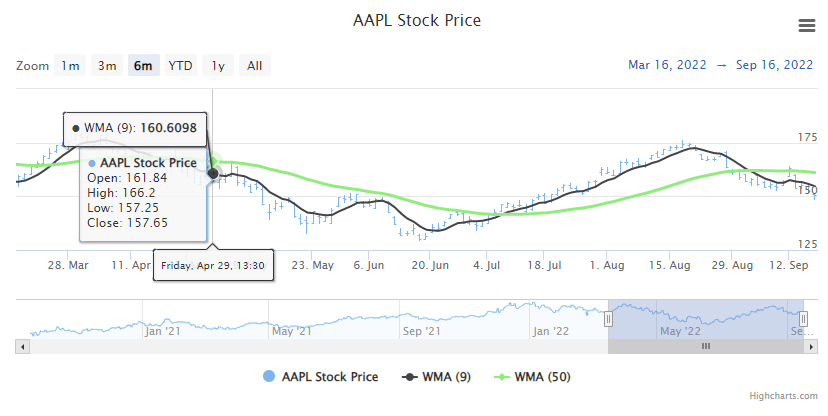 AAPL Stock Price
Zoom 1m 3m 6m YTD 1y All
Mar 16, 2022 → Sep 16, 2022
WMA (9): 160.6098
AAPL Stock Price
Open: 161.84
High: 166.2
Low: 157.25
Close: 157.65
175
150
125
Friday, Apr 29, 13:30
28. Mar 11. Apr 23. May 6. Jun 20. Jun 4. Jul 18. Jul 1. Aug 15. Aug 29. Aug 12. Sep
Jan '21 May '21 Sep '21 Jan '22 May '22 Se...
AAPL Stock Price WMA (9) WMA (50)
Highcharts.com